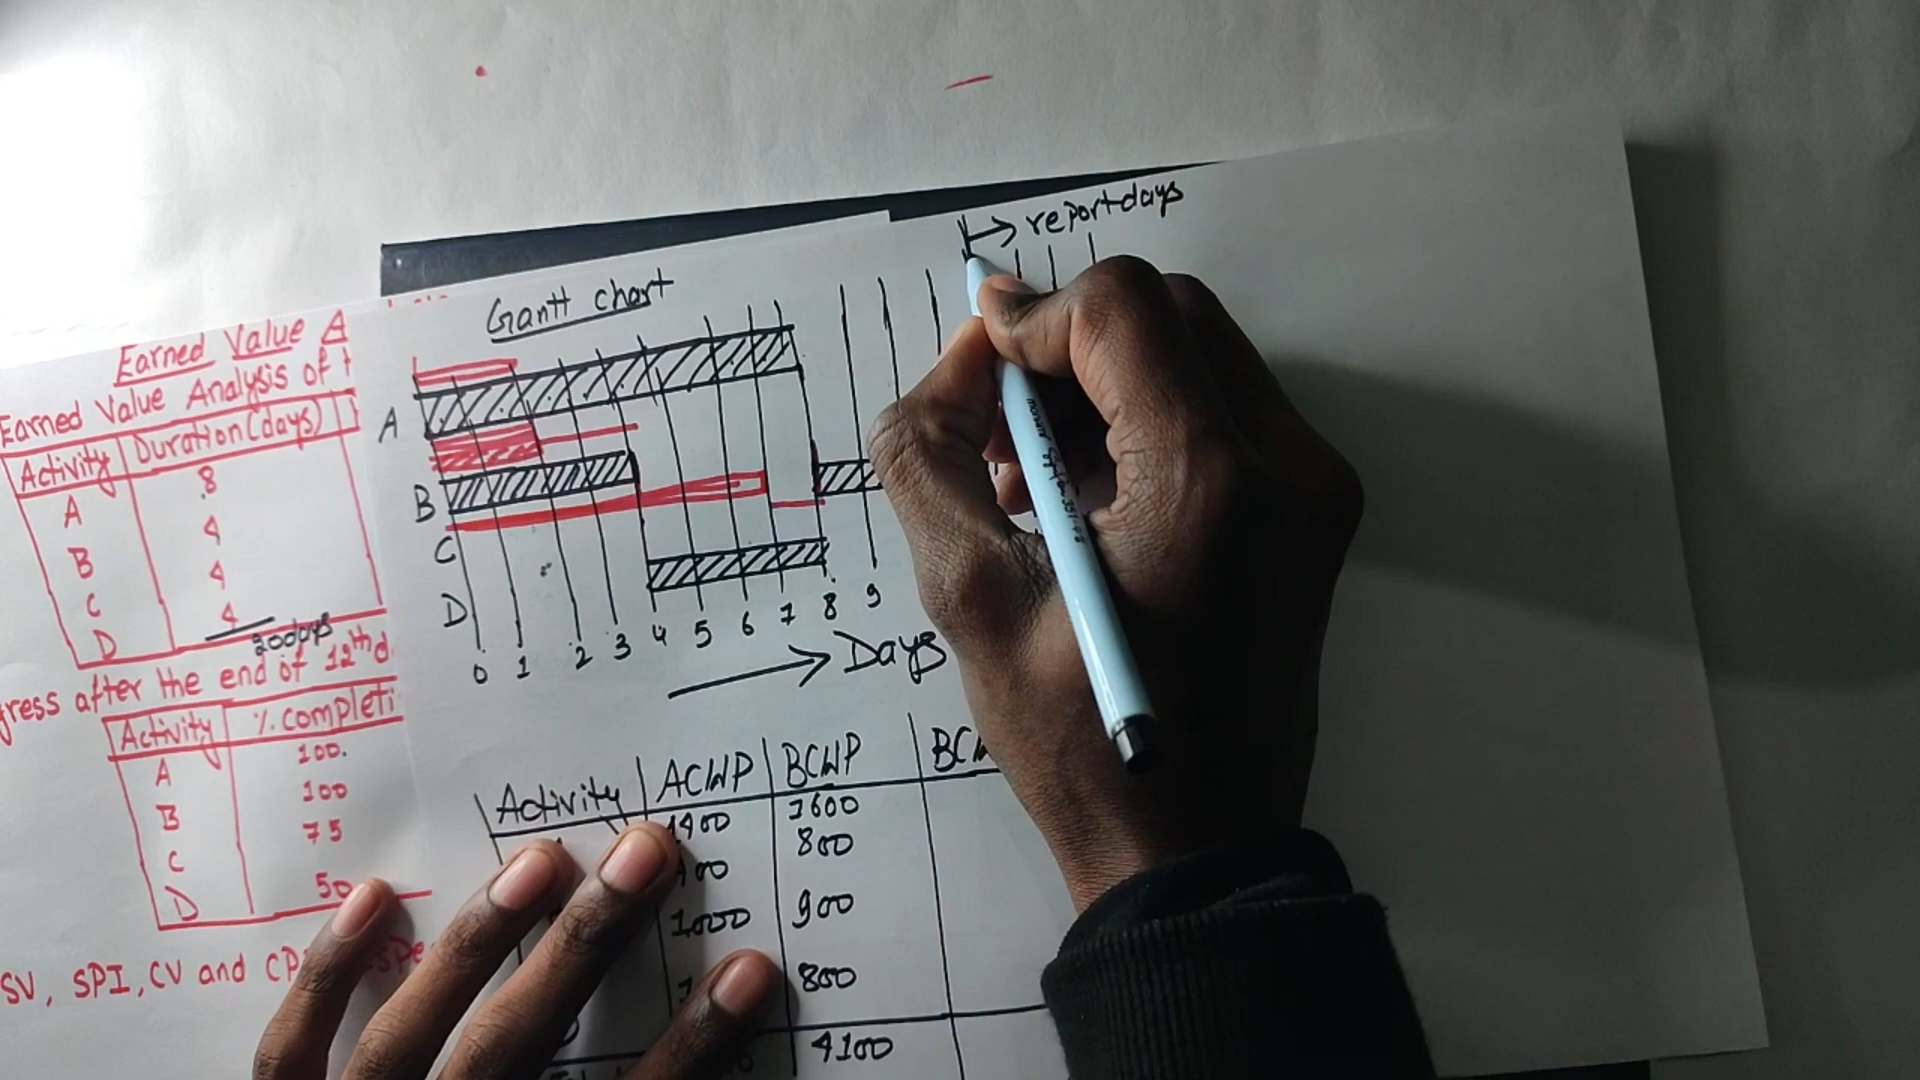 Earned Value A
Earned Value Analysis of
Activity Duration (days)
A 8
B 4
C 4
D 4
20days
gress after the end of 12th d
Activity % completi
A 100.
B 100
C 75
D 50
SV, SPI, CV and CP
Gantt chart
report days
A
B
C
D
0 1 2 3 4 5 6 7 8 9
Days
Activity ACWP BCWP
1600
800
1000 900
800
4100